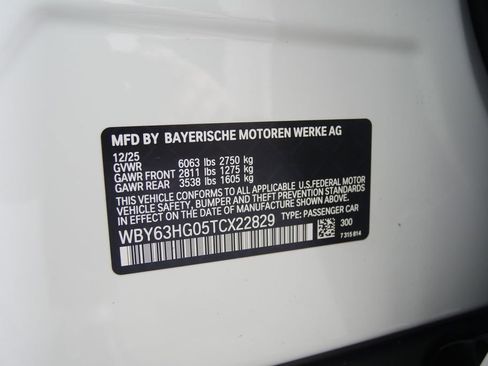 MFD BY BAYERISCHE MOTOREN WERKE AG
12/25
GVWR 6063 lbs 2750 kg
GAWR FRONT 2811 lbs 1275 kg
GAWR REAR 3538 lbs 1605 kg
THIS VEHICLE CONFORMS TO ALL APPLICABLE U.S.FEDERAL MOTOR
VEHICLE SAFETY, BUMPER AND THEFT PREVENTION STANDARDS IN
EFFECT ON THE DATE OF MANUFACTURE SHOWN ABOVE.
WBY63HG05TCX22829 TYPE: PASSENGER CAR
300
7 315 814